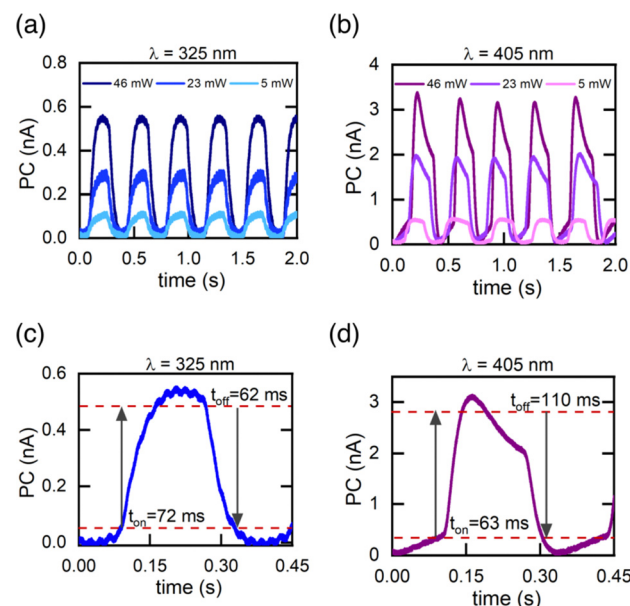 (a)
λ = 325 nm
46 mW 23 mW 5 mW
PC (nA)
0.8
0.6
0.4
0.2
0.0
0.0 0.5 1.0 1.5 2.0
time (s)
(b)
λ = 405 nm
46 mW 23 mW 5 mW
PC (nA)
4
3
2
1
0
0.0 0.5 1.0 1.5 2.0
time (s)
(c)
λ = 325 nm
PC (nA)
0.6
0.4
0.2
0.0
t_off=62 ms
t_on=72 ms
0.00 0.15 0.30 0.45
time (s)
(d)
λ = 405 nm
PC (nA)
3
2
1
0
t_off=110 ms
t_on=63 ms
0.00 0.15 0.30 0.45
time (s)